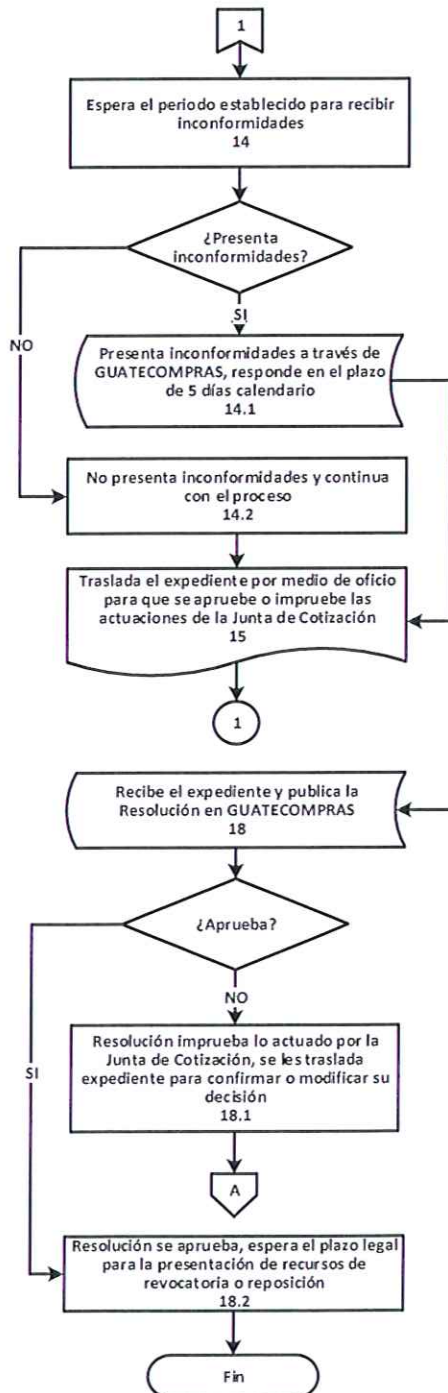 1
Espera el periodo establecido para recibir
inconformidades
14
¿Presenta
inconformidades?
SI
NO
Presenta inconformidades a través de
GUATECOMPRAS, responde en el plazo
de 5 días calendario
14.1
No presenta inconformidades y continua
con el proceso
14.2
Traslada el expediente por medio de oficio
para que se apruebe o impruebe las
actuaciones de la Junta de Cotización
15
1
Recibe el expediente y publica la
Resolución en GUATECOMPRAS
18
¿Aprueba?
NO
SI
Resolución imprueba lo actuado por la
Junta de Cotización, se les traslada
expediente para confirmar o modificar su
decisión
18.1
A
Resolución se aprueba, espera el plazo legal
para la presentación de recursos de
revocatoria o reposición
18.2
Fin